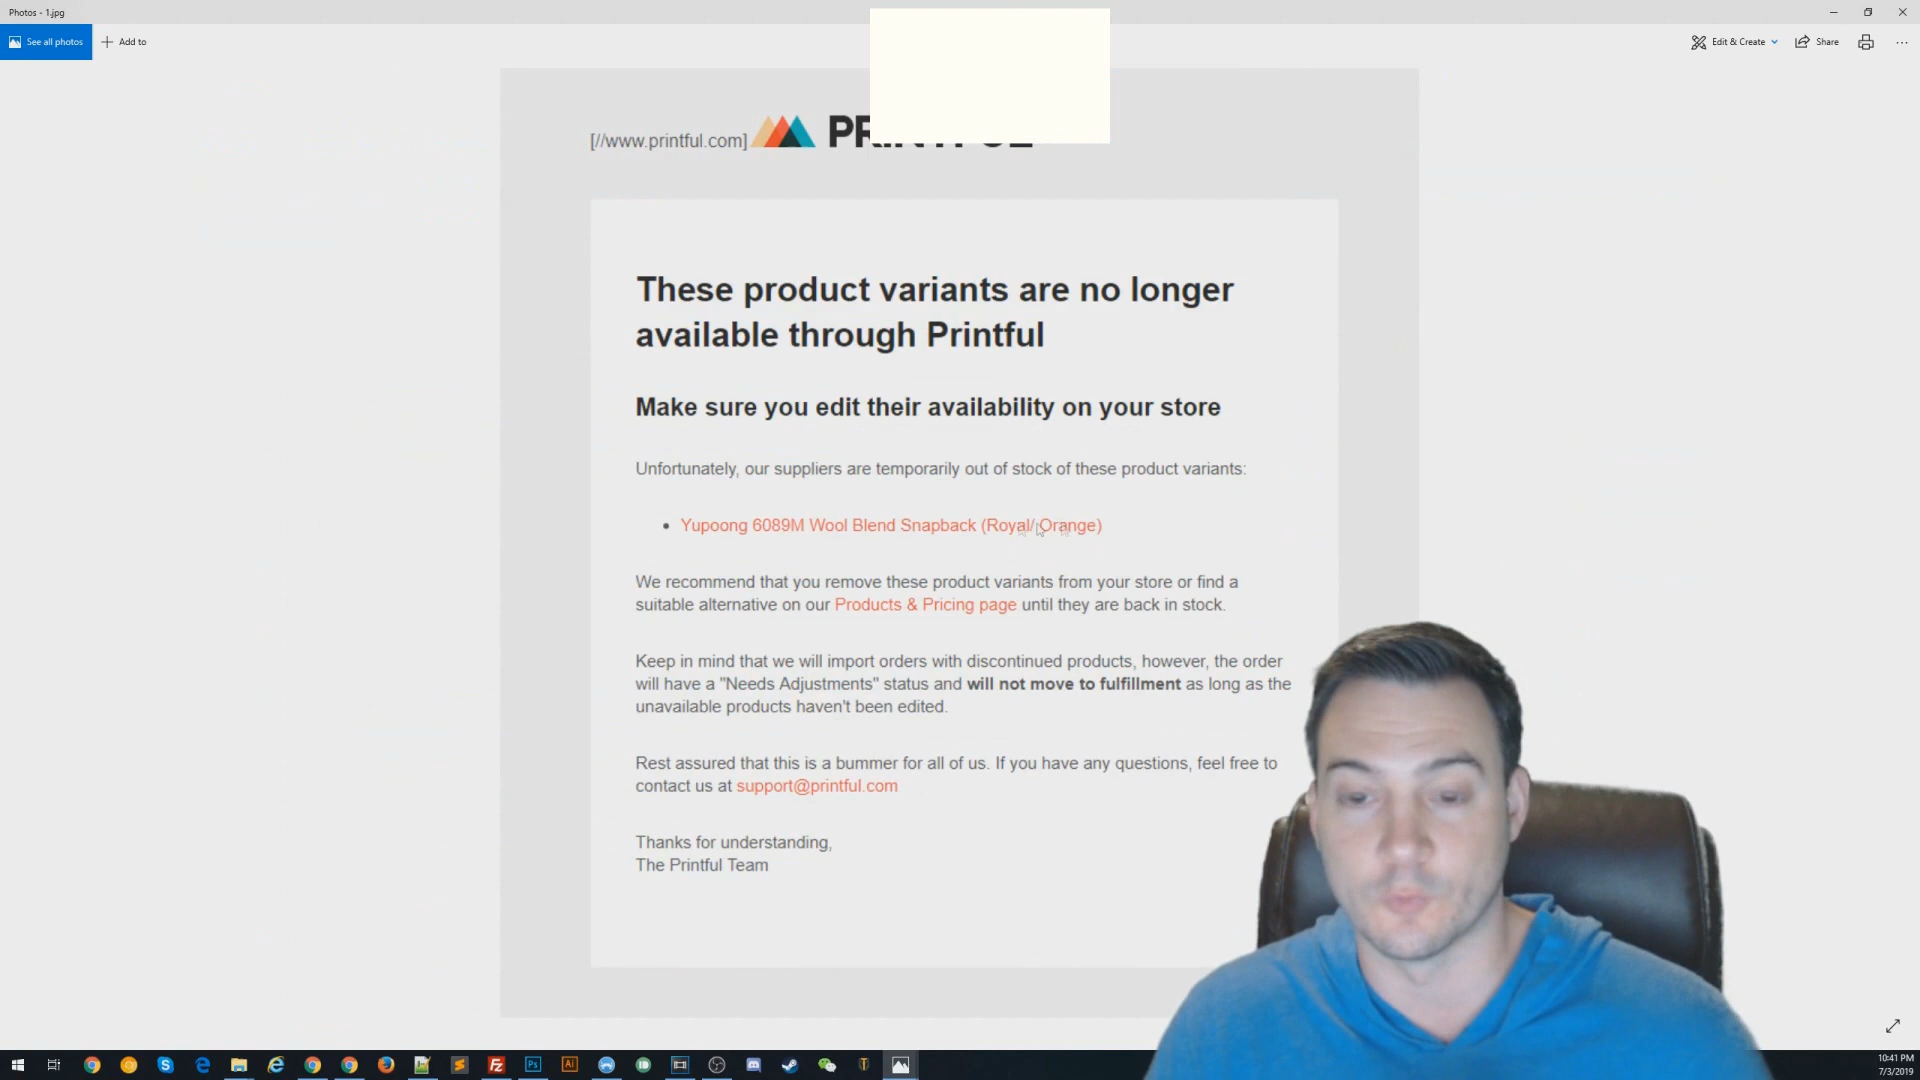 Photos - 1.jpg
See all photos
Add to
Edit & Create
Share
[//www.printful.com]
These product variants are no longer
available through Printful
Make sure you edit their availability on your store
Unfortunately, our suppliers are temporarily out of stock of these product variants:
Yupoong 6089M Wool Blend Snapback (Royal/ Orange)
We recommend that you remove these product variants from your store or find a
suitable alternative on our Products & Pricing page until they are back in stock.
Keep in mind that we will import orders with discontinued products, however, the order
will have a "Needs Adjustments" status and will not move to fulfillment as long as the
unavailable products haven't been edited.
Rest assured that this is a bummer for all of us. If you have any questions, feel free to
contact us at support@printful.com
Thanks for understanding,
The Printful Team
10:41 PM
7/3/2019